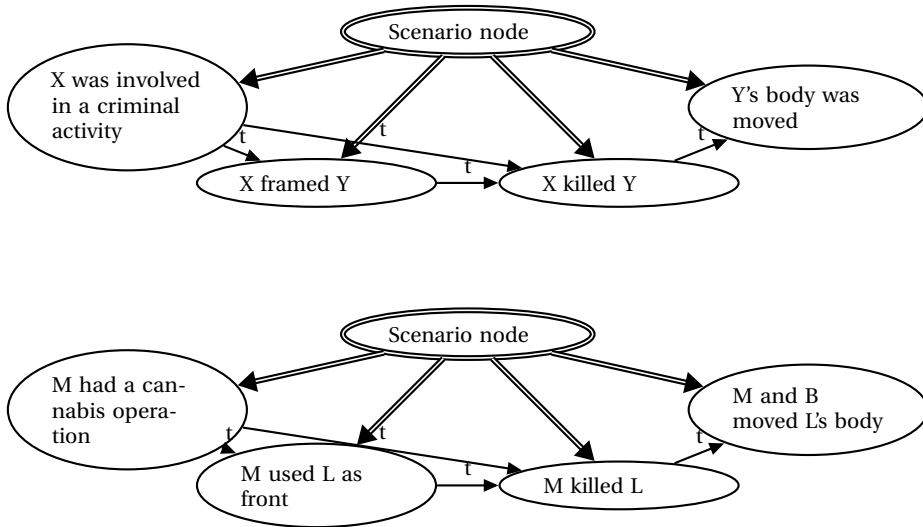 Scenario node
X was involved
in a criminal
activity
Y's body was
moved
t
t
t
t
X framed Y
X killed Y
Scenario node
M had a can-
nabis opera-
tion
M and B
moved L's body
t
t
t
t
M used L as
front
M killed L